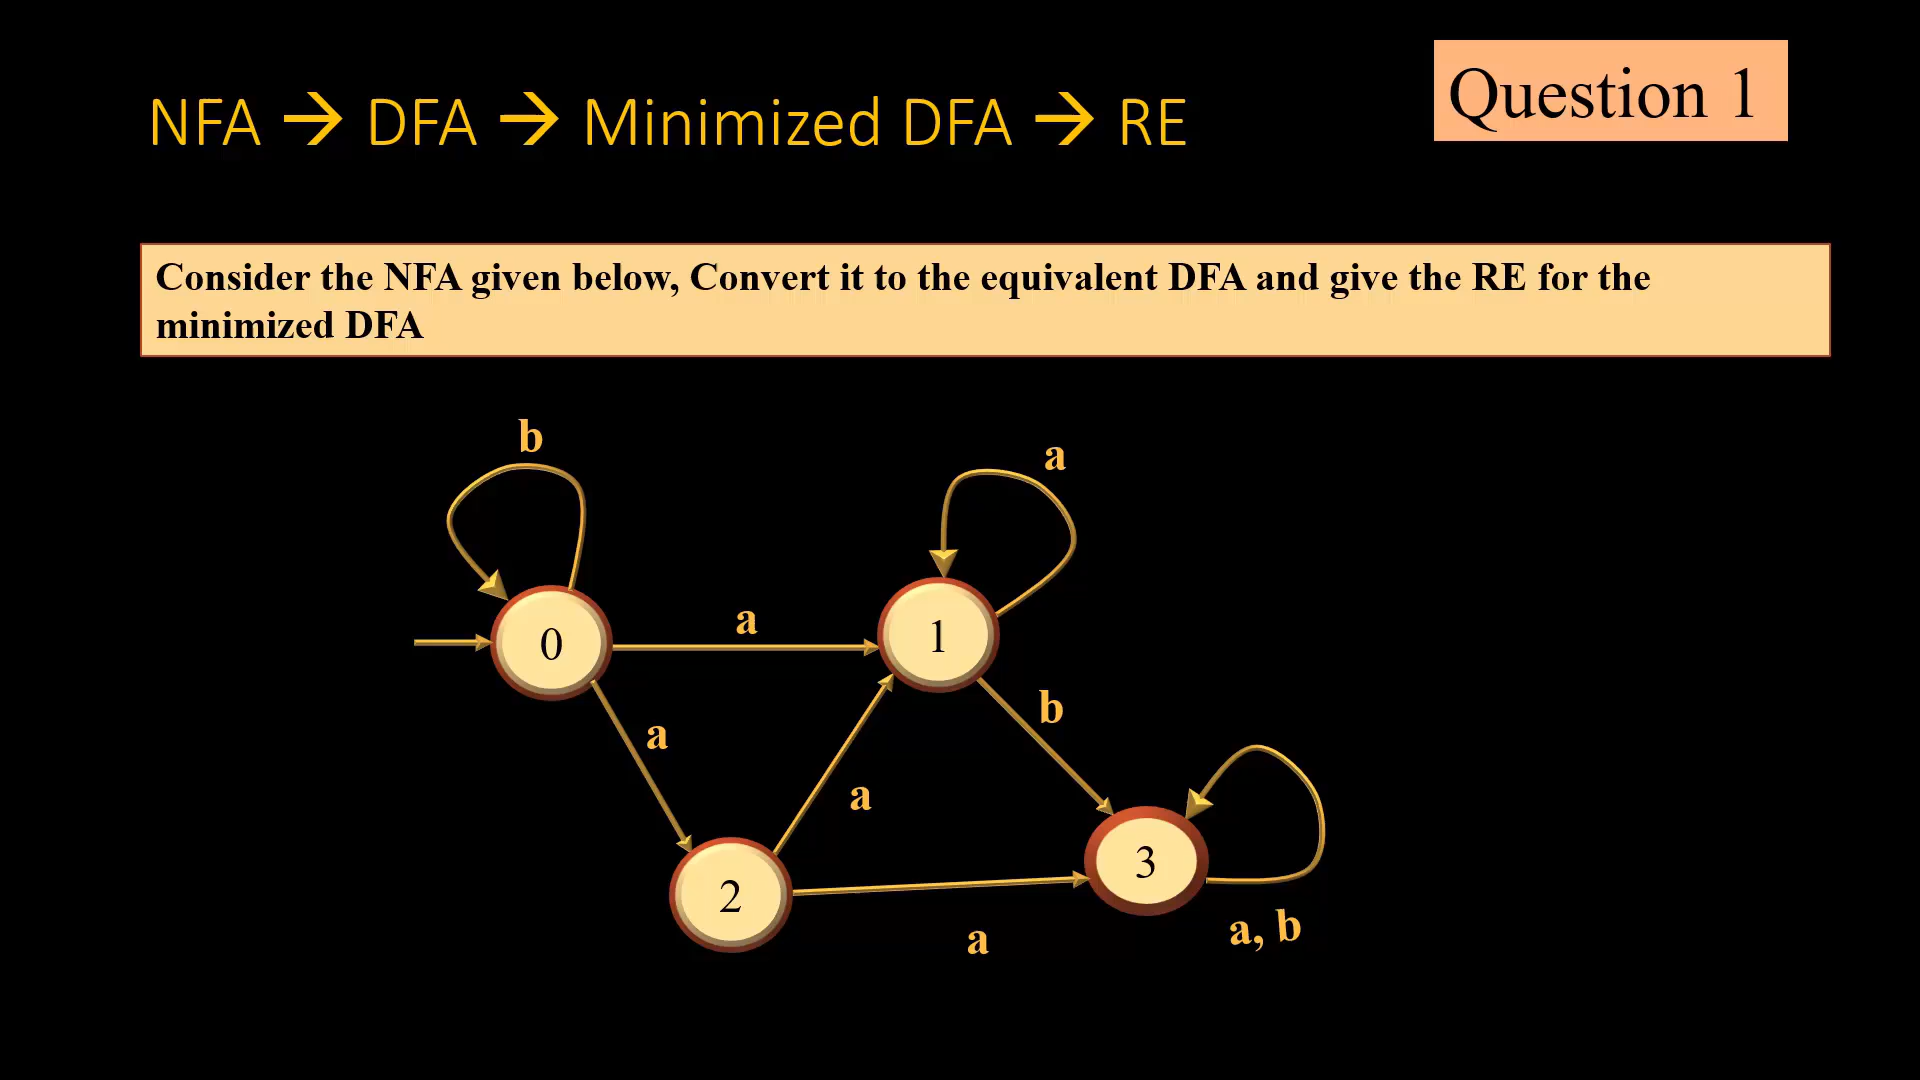 NFA → DFA → Minimized DFA → RE
Question 1
Consider the NFA given below, Convert it to the equivalent DFA and give the RE for the
minimized DFA
b
a
0
a
1
a
b
a
3
2
a
a, b